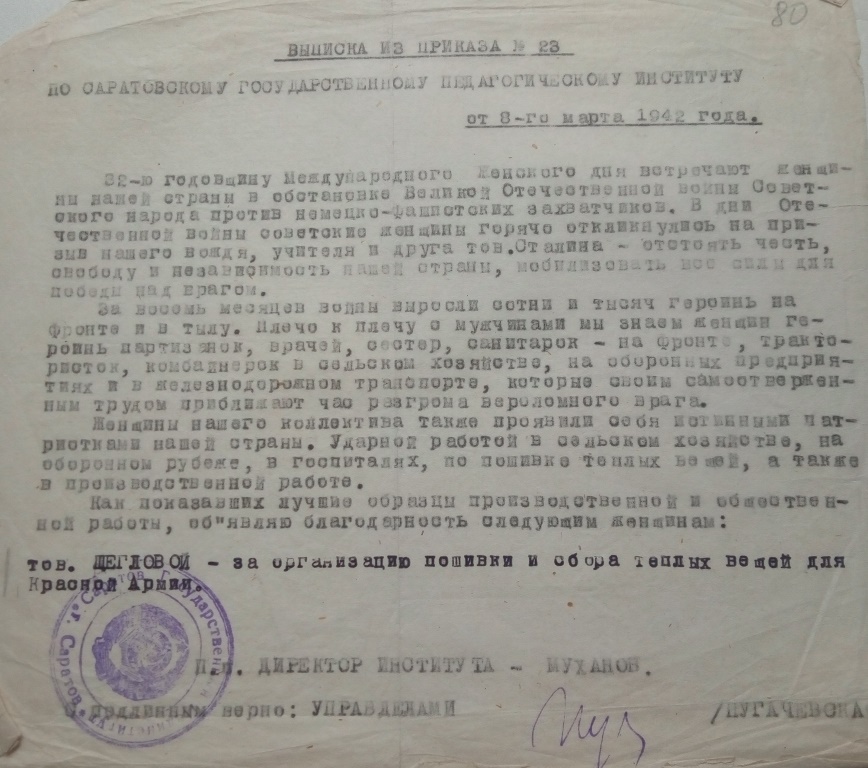 80
ВЫПИСКА ИЗ ПРИКАЗА № 23
ПО САРАТОВСКОМУ ГОСУДАРСТВЕННОМУ ПЕДАГОГИЧЕСКОМУ ИНСТИТУТУ
от 8-го марта 1942 года.
32-ю годовщину Международного Женского дня встречают женщи-
ны нашей страны в обстановке Великой Отечественной войны Совет-
ского народа против немецко-фашистских захватчиков. В дни Оте-
чественной войны советские женщины горячо откликнулись на при-
зыв нашего вождя, учителя и друга тов.Сталина - отстоять честь,
свободу и независимость нашей страны, мобилизовать все силы для
победы над врагом.
За восемь месяцев войны выросли сотни и тысяч героинь на
фронте и в тылу. Плечо к плечу с мужчинами мы знаем женщин ге-
роинь партизанок, врачей, сестер, санитарок - на фронте, тракто-
ристок, комбайнерок в сельском хозяйстве, на оборонных предприя-
тиях и в железнодорожном транспорте, которые своим самоотвержен-
ным трудом приближают час разгрома вероломного врага.
Женщины нашего коллектива также проявили себя истинными пат-
риотками нашей страны. Ударной работой в сельском хозяйстве, на
оборонном рубеже, в госпиталях, по пошивке теплых вещей, а также
в производственной работе.
Как показавших лучшие образцы производственной и обществен-
ной работы, об"являю благодарность следующим женщинам:
тов. ЩЕГЛОВОЙ - за организацию пошивки и сбора теплых вещей для
Красной Армии.
г. Саратов Государствен
г. Саратов институт
П.п. ДИРЕКТОР ИНСТИТУТА - МУХАНОВ.
С подлинным верно: УПРАВДЕЛАМИ /ПУГАЧЕВСКА